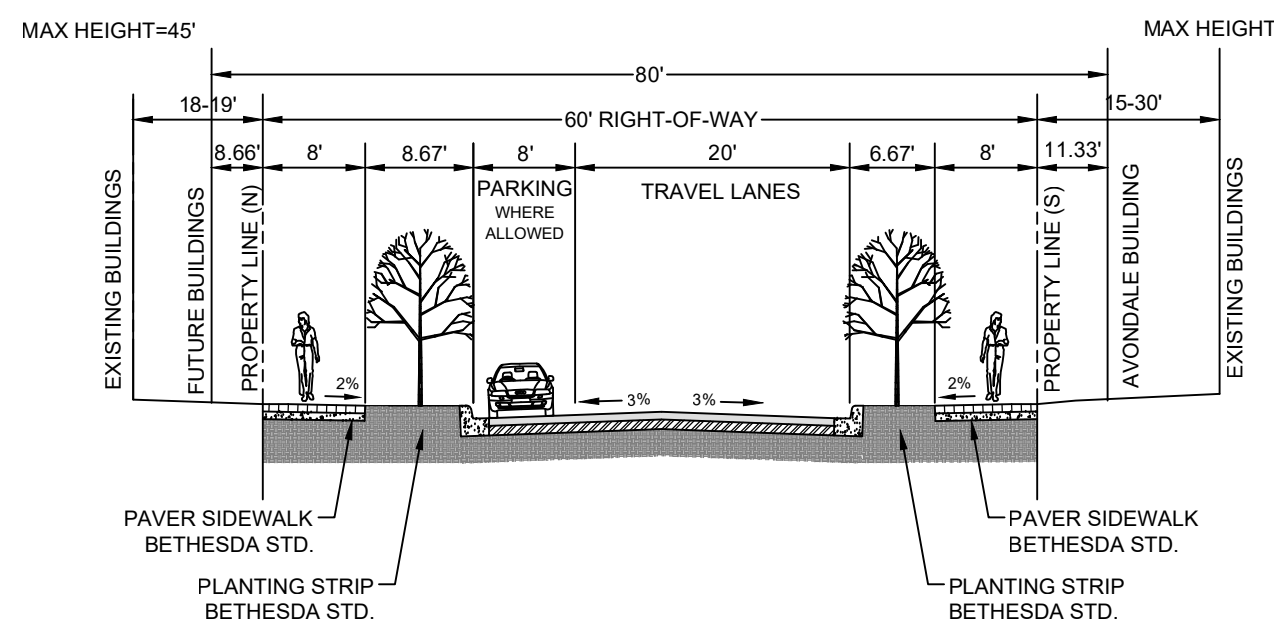 MAX HEIGHT=45'
MAX HEIGHT
80'
18-19'
60' RIGHT-OF-WAY
15-30'
8.66'
8'
8.67'
8'
20'
6.67'
8'
11.33'
EXISTING BUILDINGS
FUTURE BUILDINGS
PROPERTY LINE (N)
PARKING
WHERE
ALLOWED
TRAVEL LANES
PROPERTY LINE (S)
AVONDALE BUILDING
EXISTING BUILDINGS
2%
3%
3%
2%
PAVER SIDEWALK
BETHESDA STD.
PLANTING STRIP
BETHESDA STD.
PAVER SIDEWALK
BETHESDA STD.
PLANTING STRIP
BETHESDA STD.